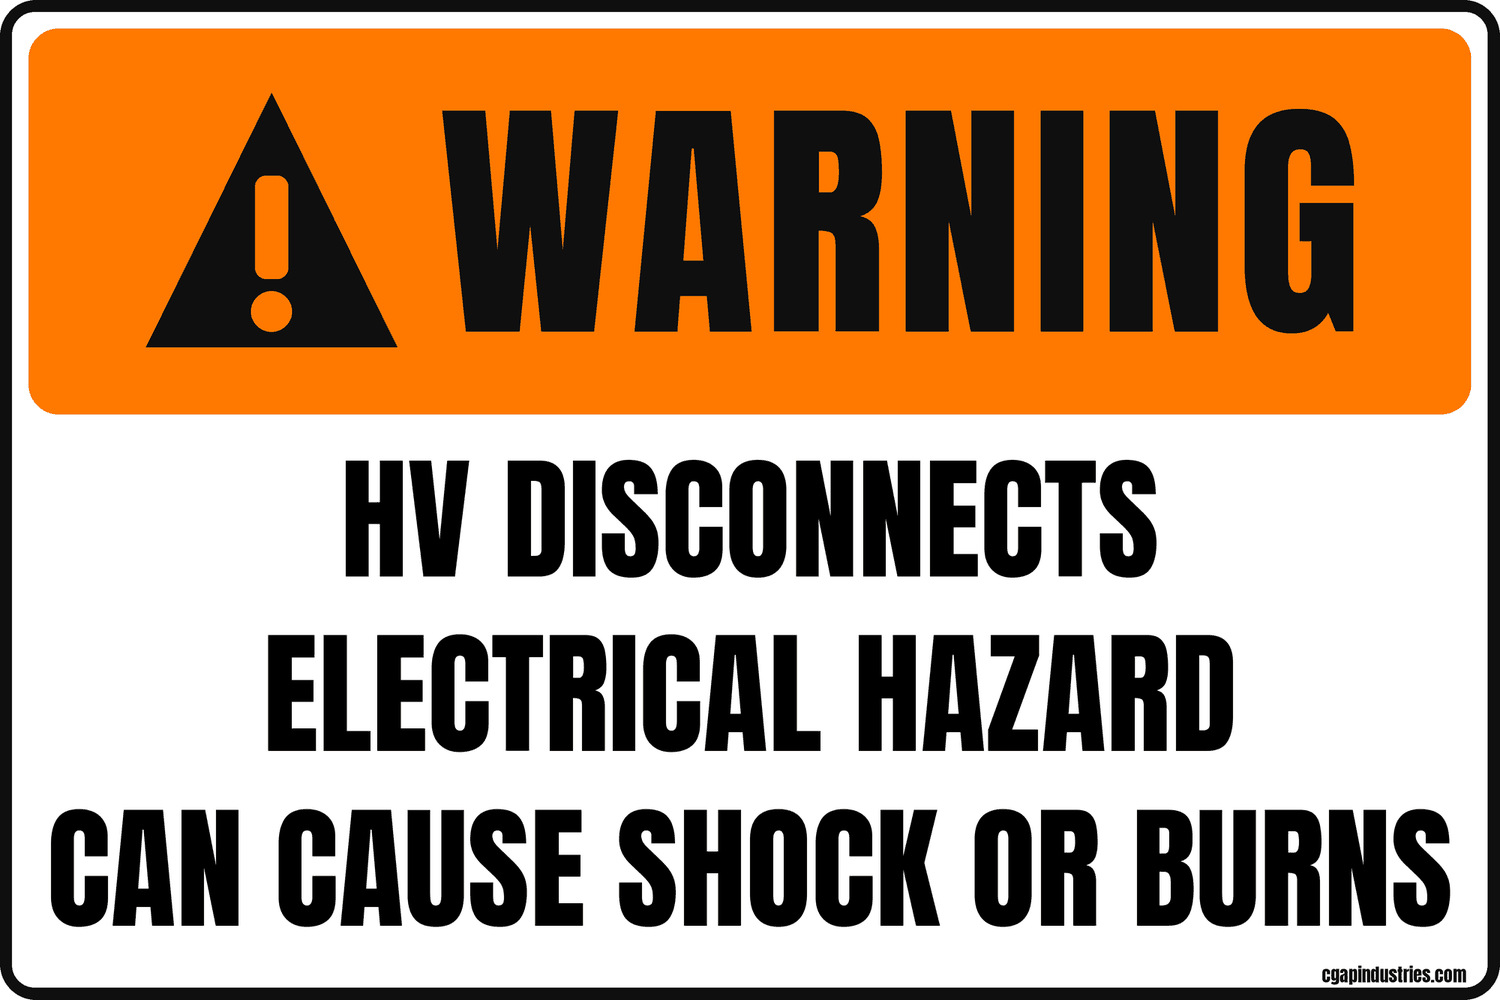 WARNING
HV DISCONNECTS
ELECTRICAL HAZARD
CAN CAUSE SHOCK OR BURNS
cgapindustries.com